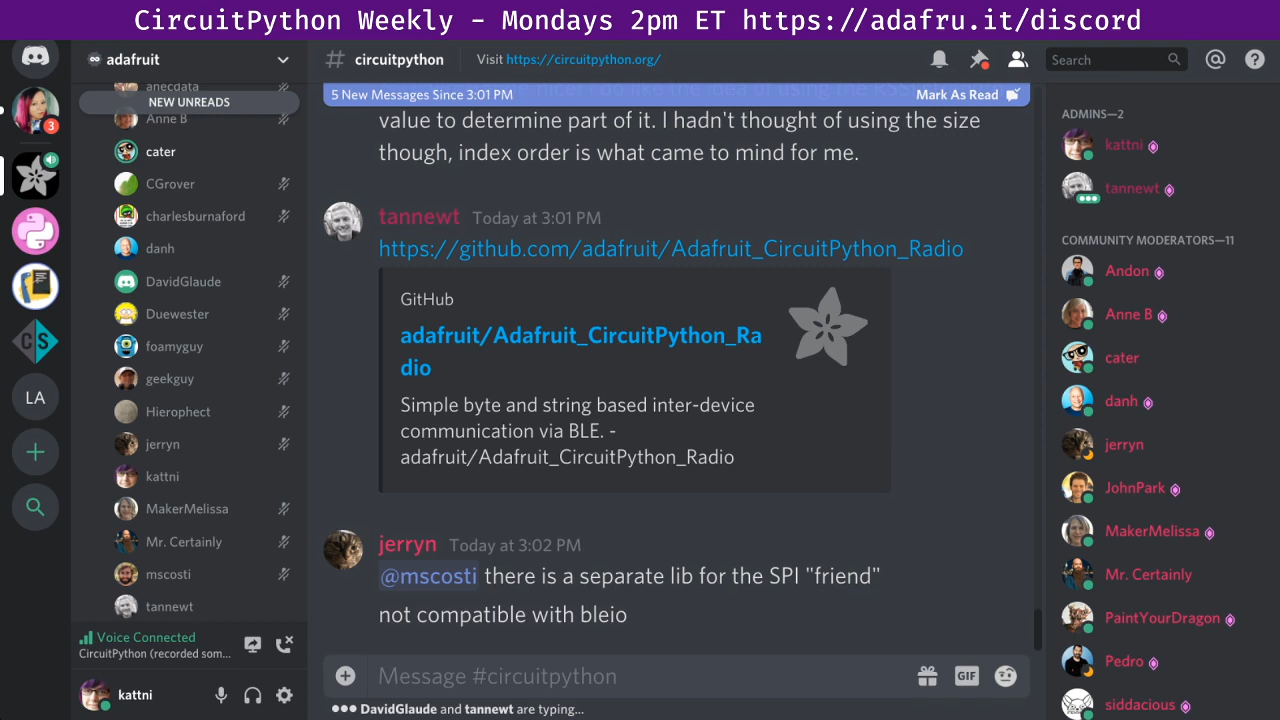 CircuitPython Weekly - Mondays 2pm ET https://adafru.it/discord
3
LA
adafruit
anecdata
NEW UNREADS
Anne B
cater
CGrover
charlesburnaford
danh
DavidGlaude
Duewester
foamyguy
geekguy
Hierophect
jerryn
kattni
MakerMelissa
Mr. Certainly
mscosti
tannewt
Voice Connected
CircuitPython (recorded som...
kattni
# circuitpython
Visit https://circuitpython.org/
Search
5 New Messages Since 3:01 PM
Mark As Read
value to determine part of it. I hadn't thought of using the size
though, index order is what came to mind for me.
tannewt Today at 3:01 PM
https://github.com/adafruit/Adafruit_CircuitPython_Radio
GitHub
adafruit/Adafruit_CircuitPython_Ra
dio
Simple byte and string based inter-device
communication via BLE. -
adafruit/Adafruit_CircuitPython_Radio
jerryn Today at 3:02 PM
@mscosti there is a separate lib for the SPI "friend"
not compatible with bleio
Message #circuitpython
GIF
DavidGlaude and tannewt are typing...
ADMINS—2
kattni
tannewt
COMMUNITY MODERATORS—11
Andon
Anne B
cater
danh
jerryn
JohnPark
MakerMelissa
Mr. Certainly
PaintYourDragon
Pedro
siddacious